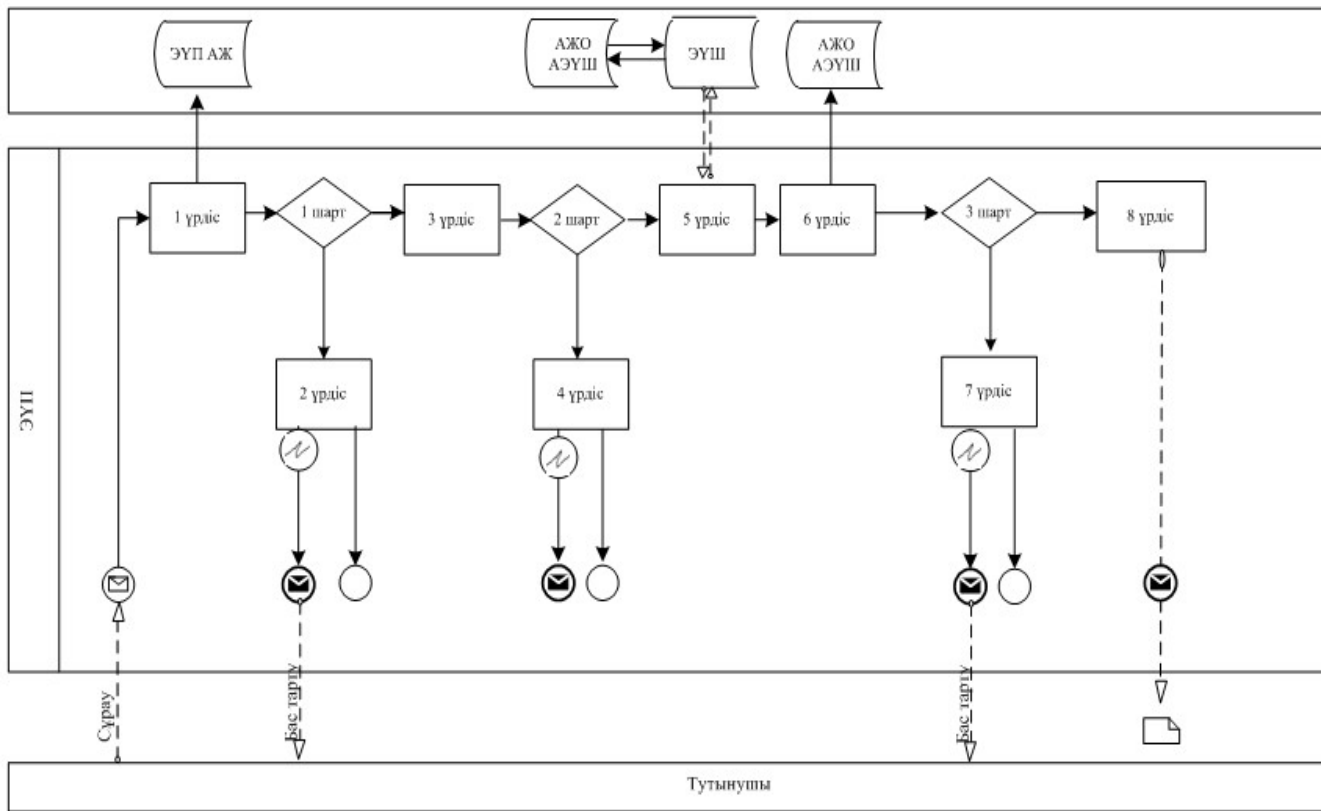 ЭҮП АЖ
АЖО
АЭҮШ
ЭҮШ
АЖО
АЭҮШ
1 үрдіс
1 шарт
3 үрдіс
2 шарт
5 үрдіс
6 үрдіс
3 шарт
8 үрдіс
2 үрдіс
4 үрдіс
7 үрдіс
ЭҮП
Сұрау
Бас тарту
Бас тарту
Тутынушы